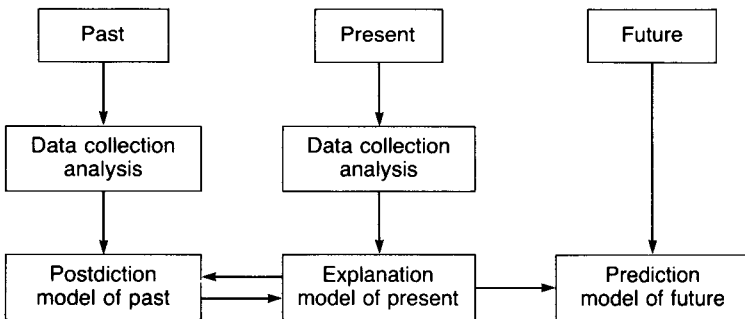 Past
Present
Future
Data collection
analysis
Data collection
analysis
Postdiction
model of past
Explanation
model of present
Prediction
model of future